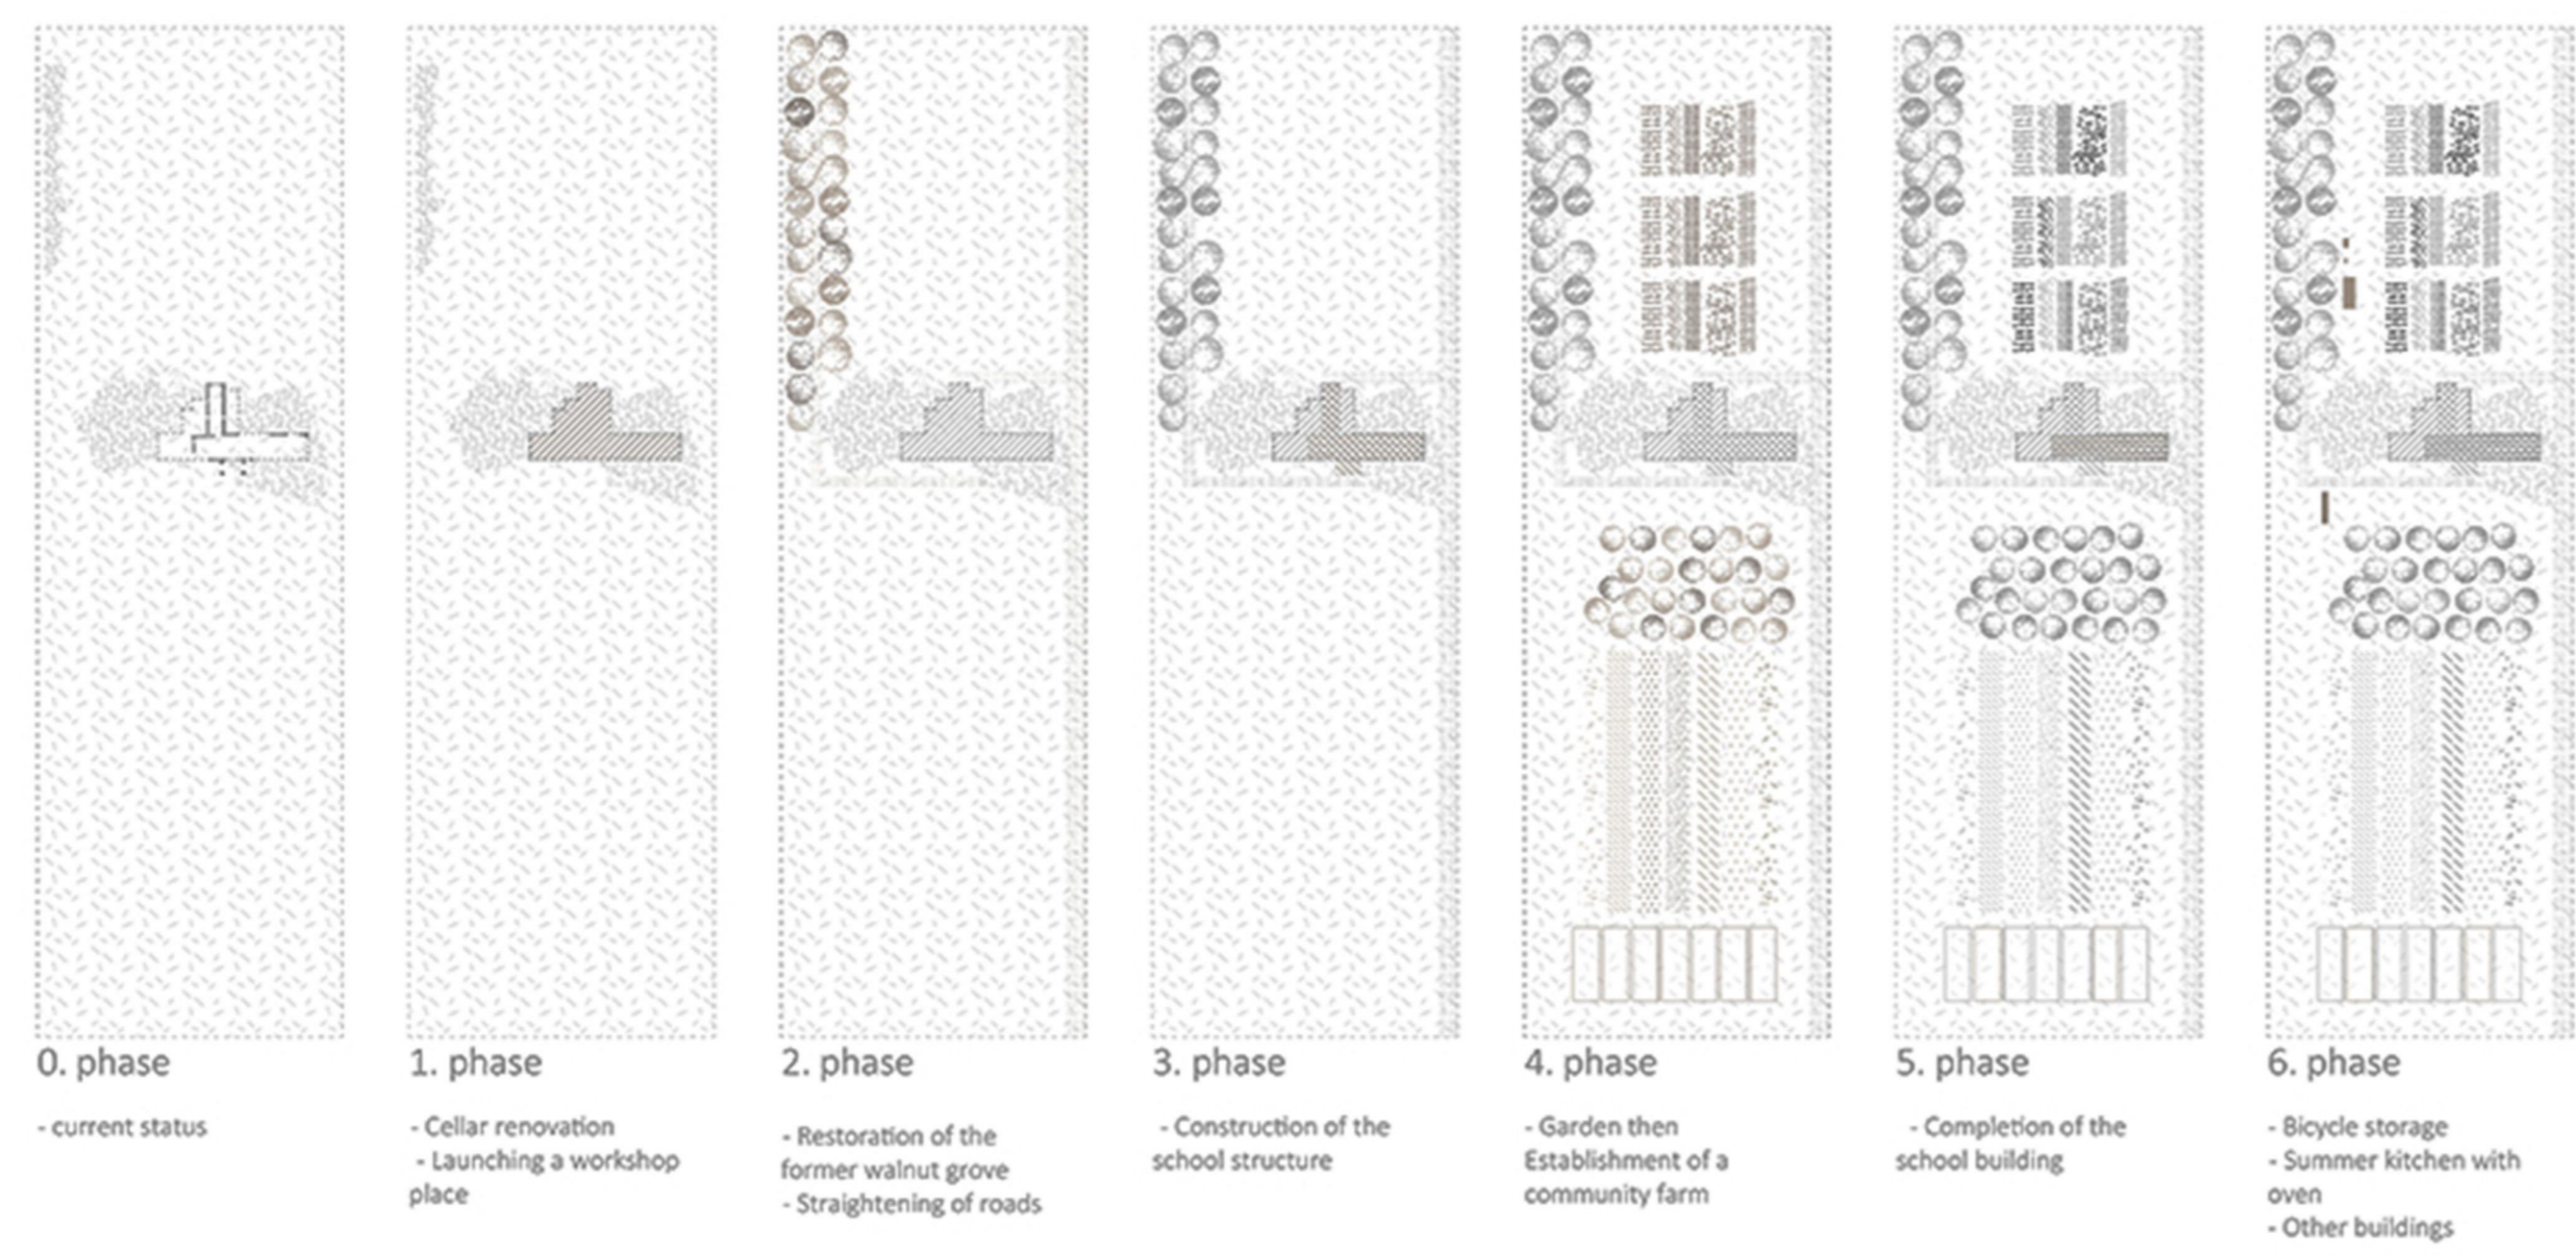 0. phase
- current status
1. phase
- Cellar renovation
- Launching a workshop
place
2. phase
- Restoration of the
former walnut grove
- Straightening of roads
3. phase
- Construction of the
school structure
4. phase
- Garden then
Establishment of a
community farm
5. phase
- Completion of the
school building
6. phase
- Bicycle storage
- Summer kitchen with
oven
- Other buildings